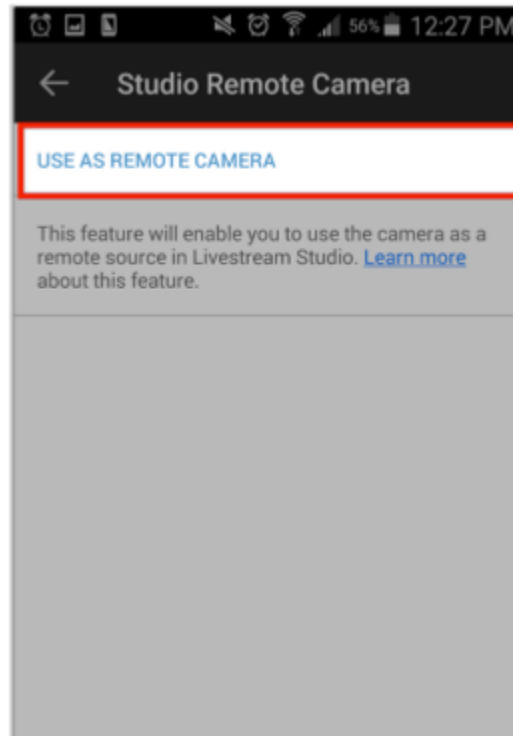 56% 12:27 PM
Studio Remote Camera
USE AS REMOTE CAMERA
This feature will enable you to use the camera as a
remote source in Livestream Studio. Learn more
about this feature.